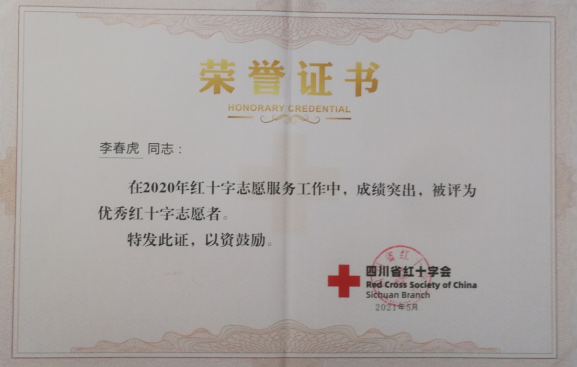 荣誉证书
HONORARY CREDENTIAL
李春虎 同志：
在2020年红十字志愿服务工作中，成绩突出，被评为
优秀红十字志愿者。
特发此证，以资鼓励。
四川省红十字会
Red Cross Society of China
Sichuan Branch
2021年5月